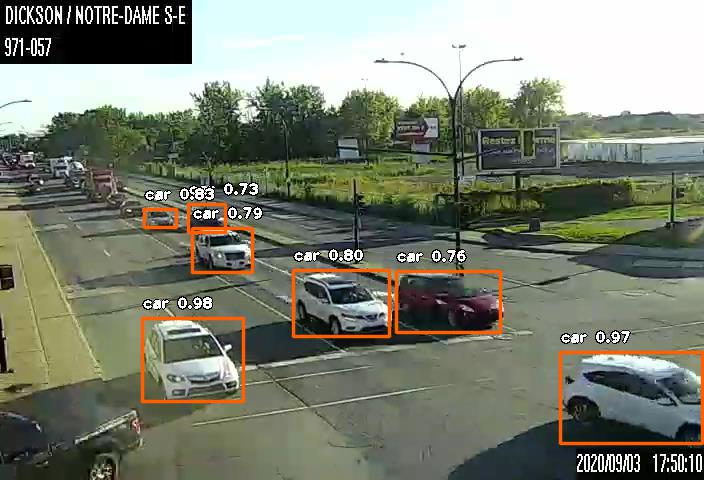 DICKSON / NOTRE-DAME S-E
971-057
car 0.73
car 0.83
car 0.79
car 0.80
car 0.76
car 0.98
car 0.97
2020/09/03 17:50:10